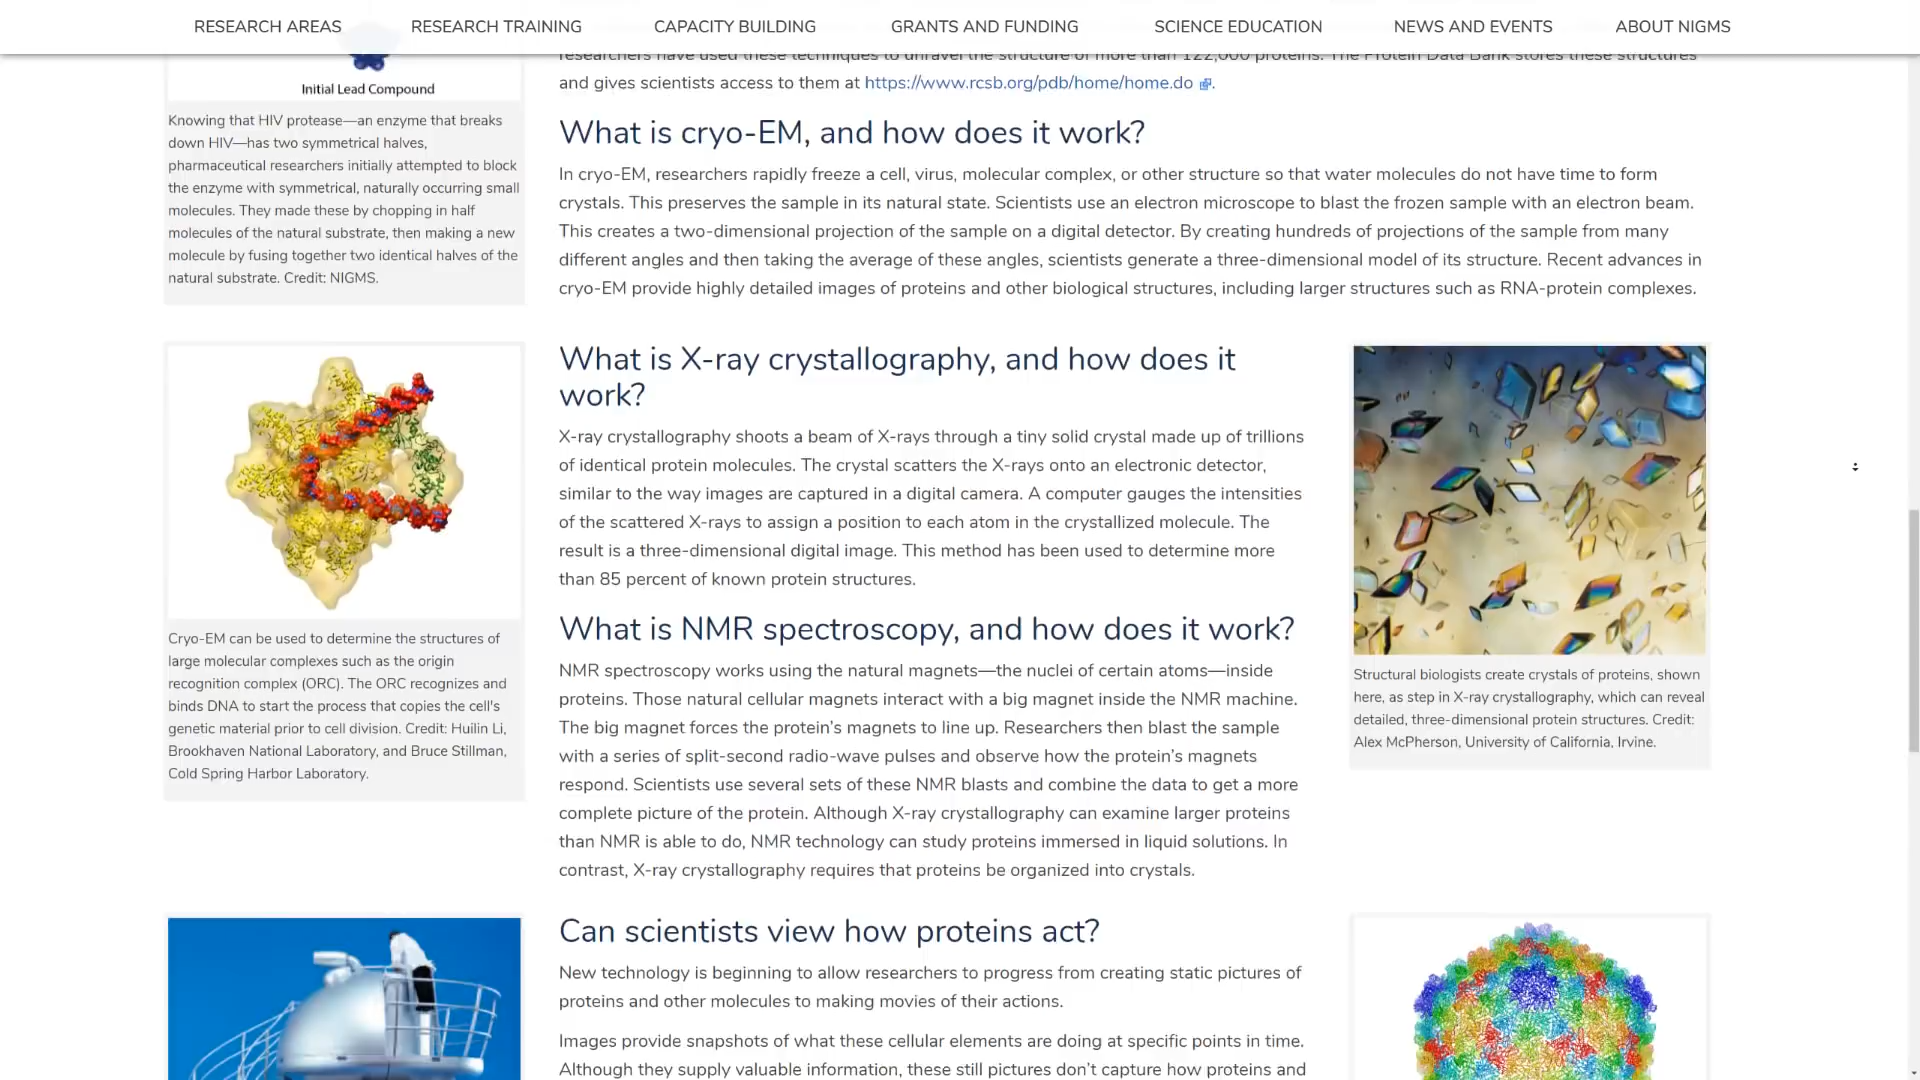 RESEARCH AREAS
RESEARCH TRAINING
CAPACITY BUILDING
GRANTS AND FUNDING
SCIENCE EDUCATION
NEWS AND EVENTS
ABOUT NIGMS
Initial Lead Compound
Knowing that HIV protease—an enzyme that breaks
down HIV—has two symmetrical halves,
pharmaceutical researchers initially attempted to block
the enzyme with symmetrical, naturally occurring small
molecules. They made these by chopping in half
molecules of the natural substrate, then making a new
molecule by fusing together two identical halves of the
natural substrate. Credit: NIGMS.
researchers have used these techniques to unravel the structure of more than 122,000 proteins. The Protein Data Bank stores these structures
and gives scientists access to them at https://www.rcsb.org/pdb/home/home.do.
What is cryo-EM, and how does it work?
In cryo-EM, researchers rapidly freeze a cell, virus, molecular complex, or other structure so that water molecules do not have time to form
crystals. This preserves the sample in its natural state. Scientists use an electron microscope to blast the frozen sample with an electron beam.
This creates a two-dimensional projection of the sample on a digital detector. By creating hundreds of projections of the sample from many
different angles and then taking the average of these angles, scientists generate a three-dimensional model of its structure. Recent advances in
cryo-EM provide highly detailed images of proteins and other biological structures, including larger structures such as RNA-protein complexes.
Cryo-EM can be used to determine the structures of
large molecular complexes such as the origin
recognition complex (ORC). The ORC recognizes and
binds DNA to start the process that copies the cell's
genetic material prior to cell division. Credit: Huilin Li,
Brookhaven National Laboratory, and Bruce Stillman,
Cold Spring Harbor Laboratory.
What is X-ray crystallography, and how does it
work?
X-ray crystallography shoots a beam of X-rays through a tiny solid crystal made up of trillions
of identical protein molecules. The crystal scatters the X-rays onto an electronic detector,
similar to the way images are captured in a digital camera. A computer gauges the intensities
of the scattered X-rays to assign a position to each atom in the crystallized molecule. The
result is a three-dimensional digital image. This method has been used to determine more
than 85 percent of known protein structures.
Structural biologists create crystals of proteins, shown
here, as step in X-ray crystallography, which can reveal
detailed, three-dimensional protein structures. Credit:
Alex McPherson, University of California, Irvine.
What is NMR spectroscopy, and how does it work?
NMR spectroscopy works using the natural magnets—the nuclei of certain atoms—inside
proteins. Those natural cellular magnets interact with a big magnet inside the NMR machine.
The big magnet forces the protein's magnets to line up. Researchers then blast the sample
with a series of split-second radio-wave pulses and observe how the protein's magnets
respond. Scientists use several sets of these NMR blasts and combine the data to get a more
complete picture of the protein. Although X-ray crystallography can examine larger proteins
than NMR is able to do, NMR technology can study proteins immersed in liquid solutions. In
contrast, X-ray crystallography requires that proteins be organized into crystals.
Can scientists view how proteins act?
New technology is beginning to allow researchers to progress from creating static pictures of
proteins and other molecules to making movies of their actions.
Images provide snapshots of what these cellular elements are doing at specific points in time.
Although they supply valuable information, these still pictures don't capture how proteins and